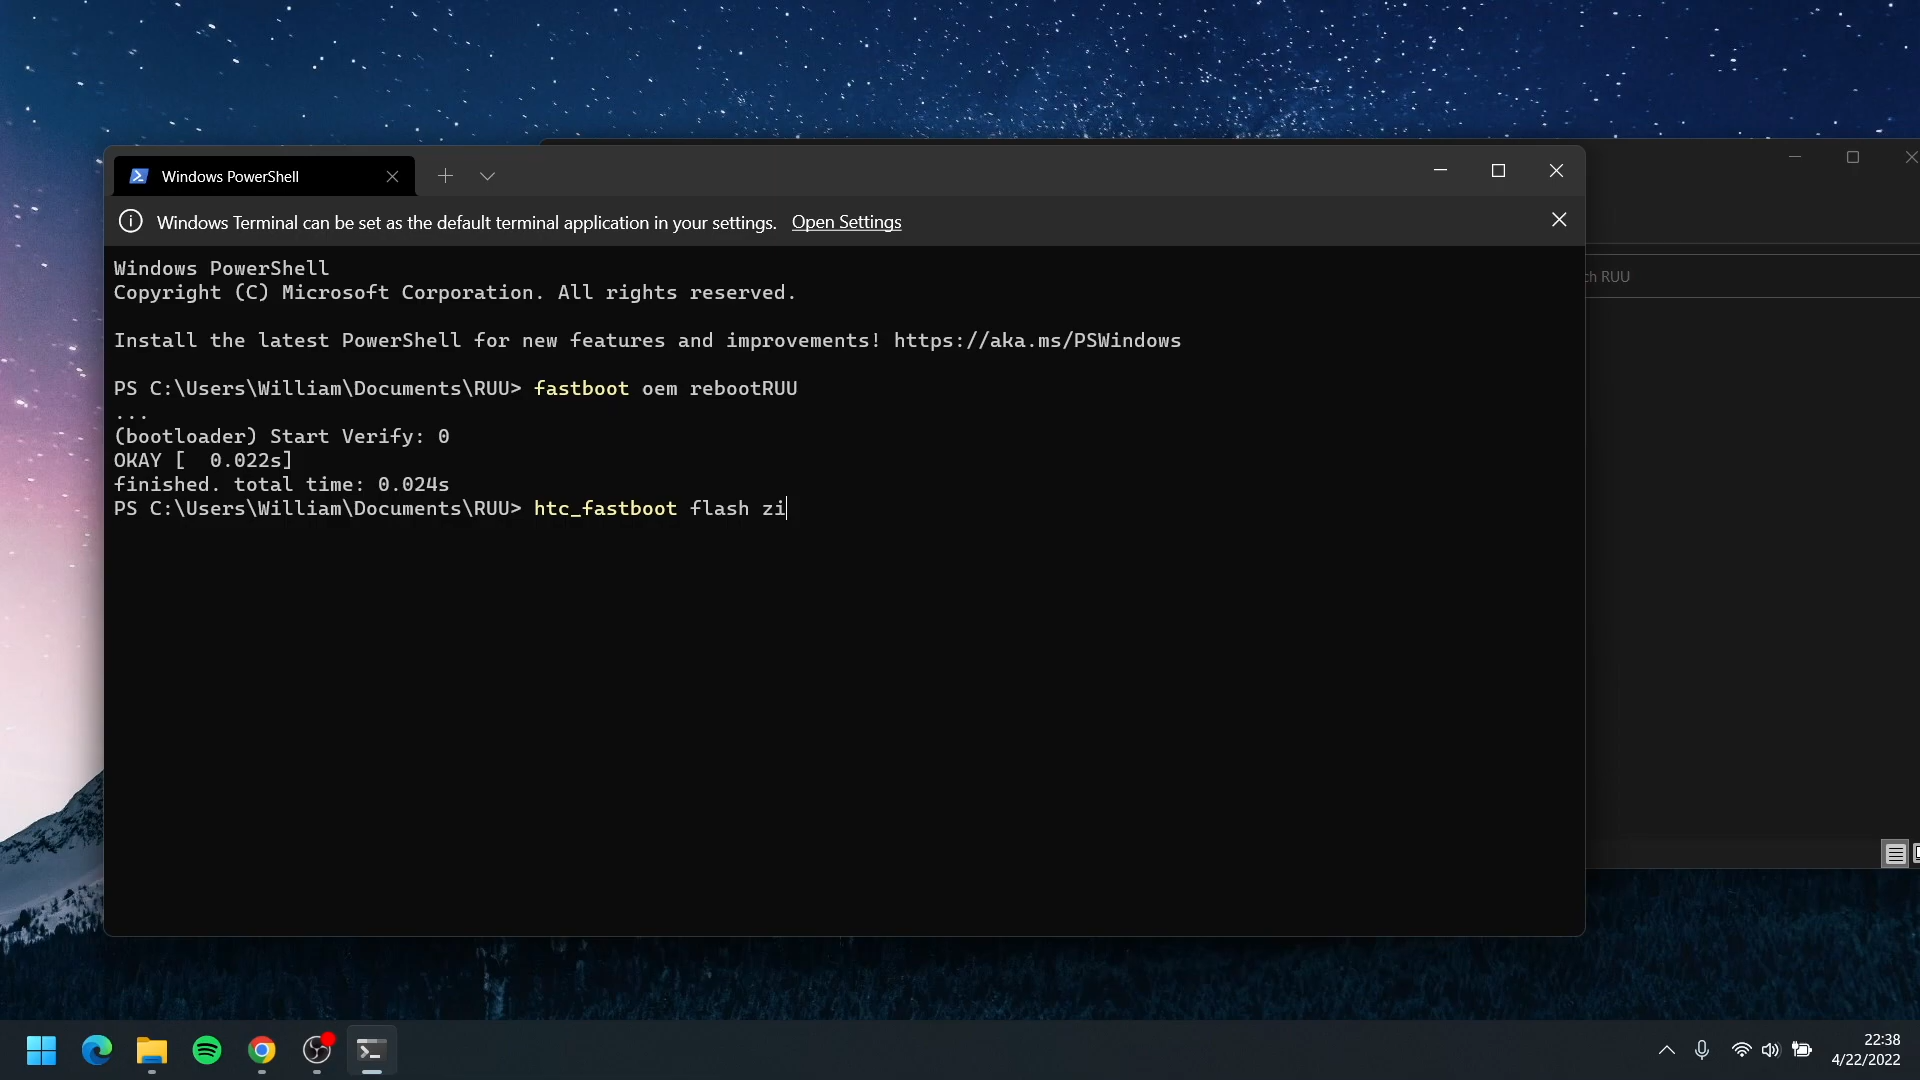 Windows PowerShell
Windows Terminal can be set as the default terminal application in your settings. Open Settings
Windows PowerShell
Copyright (C) Microsoft Corporation. All rights reserved.
Install the latest PowerShell for new features and improvements! https://aka.ms/PSWindows
PS C:\Users\William\Documents\RUU> fastboot oem rebootRUU
...
(bootloader) Start Verify: 0
OKAY [  0.022s]
finished. total time: 0.024s
PS C:\Users\William\Documents\RUU> htc_fastboot flash zi
ch RUU
22:38
4/22/2022